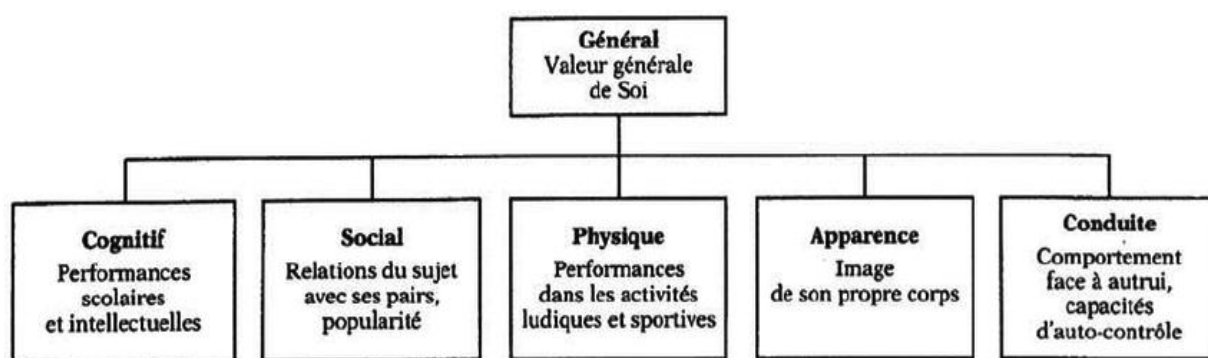 Général
Valeur générale
de Soi
Cognitif
Performances
scolaires
et intellectuelles
Social
Relations du sujet
avec ses pairs,
popularité
Physique
Performances
dans les activités
ludiques et sportives
Apparence
Image
de son propre corps
Conduite
Comportement
face à autrui,
capacités
d'auto-contrôle